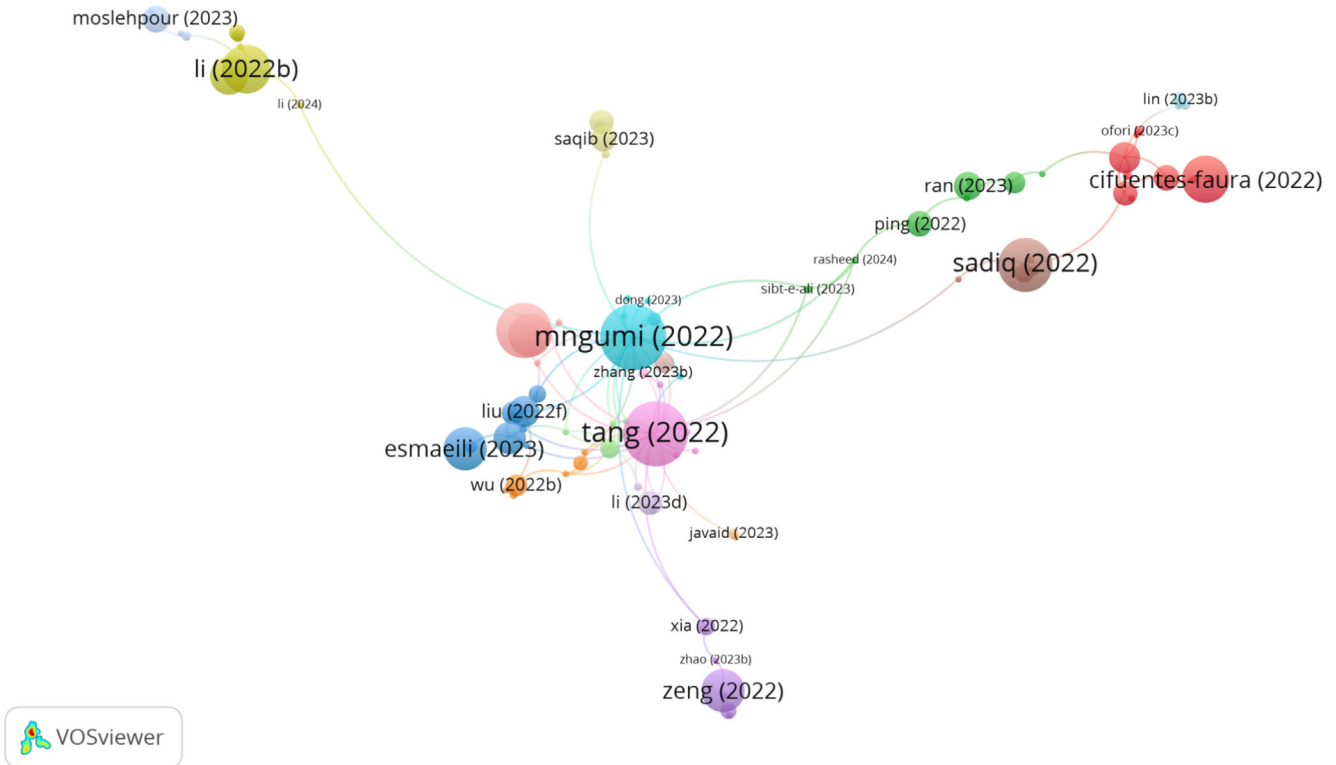 moslehpour (2023)
li (2022b)
li (2024)
lin (2023b)
ofori (2023c)
saqib (2023)
cifuentes-faura (2022)
ran (2023)
ping (2022)
rasheed (2024)
sadiq (2022)
sibt-e-ali (2023)
dong (2023)
mngumi (2022)
zhang (2023b)
liu (2022f)
tang (2022)
esmaeili (2023)
wu (2022b)
li (2023d)
javaid (2023)
xia (2022)
zhao (2023b)
zeng (2022)
VOSviewer